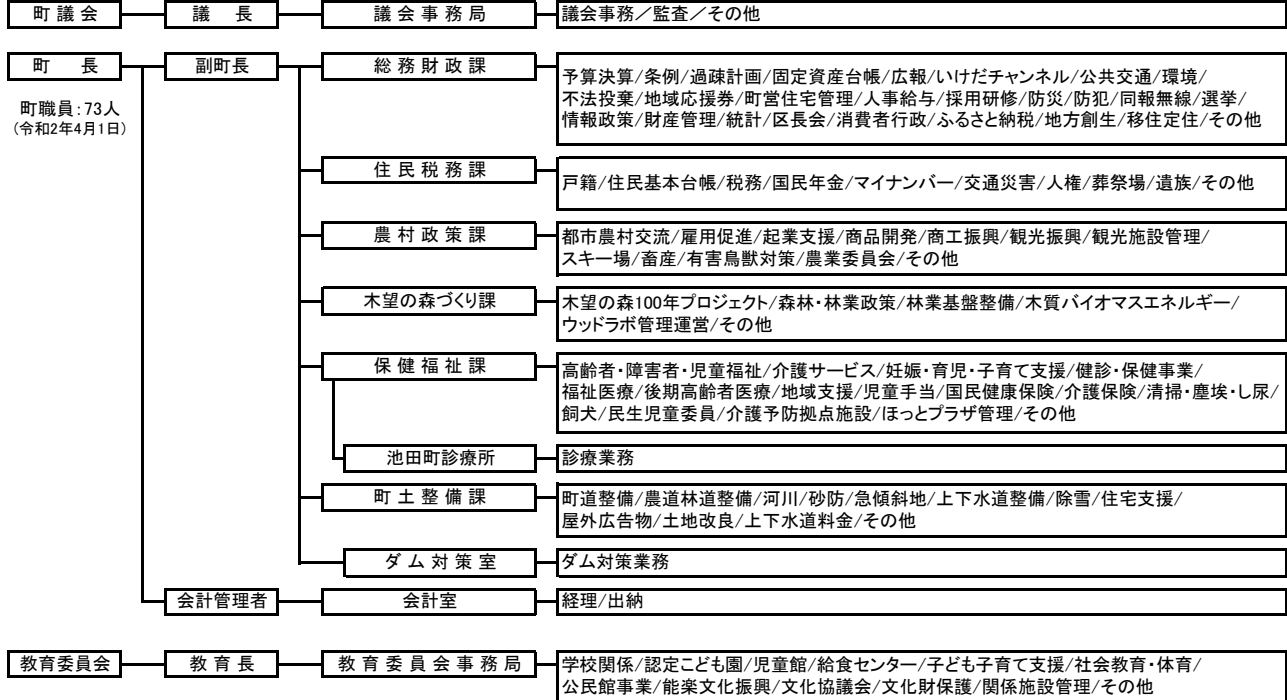 町議会
議　長
議会事務局
議会事務／監査／その他
町　長
副町長
総務財政課
予算決算/条例/過疎計画/固定資産台帳/広報/いけだチャンネル/公共交通/環境/
不法投棄/地域応援券/町営住宅管理/人事給与/採用研修/防災/防犯/同報無線/選挙/
情報政策/財産管理/統計/区長会/消費者行政/ふるさと納税/地方創生/移住定住/その他
町職員：73人
(令和2年4月1日)
住民税務課
戸籍/住民基本台帳/税務/国民年金/マイナンバー/交通災害/人権/葬祭場/遺族/その他
農村政策課
都市農村交流/雇用促進/起業支援/商品開発/商工振興/観光振興/観光施設管理/
スキー場/畜産/有害鳥獣対策/農業委員会/その他
木望の森づくり課
木望の森100年プロジェクト/森林・林業政策/林業基盤整備/木質バイオマスエネルギー/
ウッドラボ管理運営/その他
保健福祉課
高齢者・障害者・児童福祉/介護サービス/妊娠・育児・子育て支援/健診・保健事業/
福祉医療/後期高齢者医療/地域支援/児童手当/国民健康保険/介護保険/清掃・塵埃・し尿/
飼犬/民生児童委員/介護予防拠点施設/ほっとプラザ管理/その他
池田町診療所
診療業務
町土整備課
町道整備/農道林道整備/河川/砂防/急傾斜地/上下水道整備/除雪/住宅支援/
屋外広告物/土地改良/上下水道料金/その他
ダム対策室
ダム対策業務
会計管理者
会計室
経理/出納
教育委員会
教育長
教育委員会事務局
学校関係/認定こども園/児童館/給食センター/子ども子育て支援/社会教育・体育/
公民館事業/能楽文化振興/文化協議会/文化財保護/関係施設管理/その他